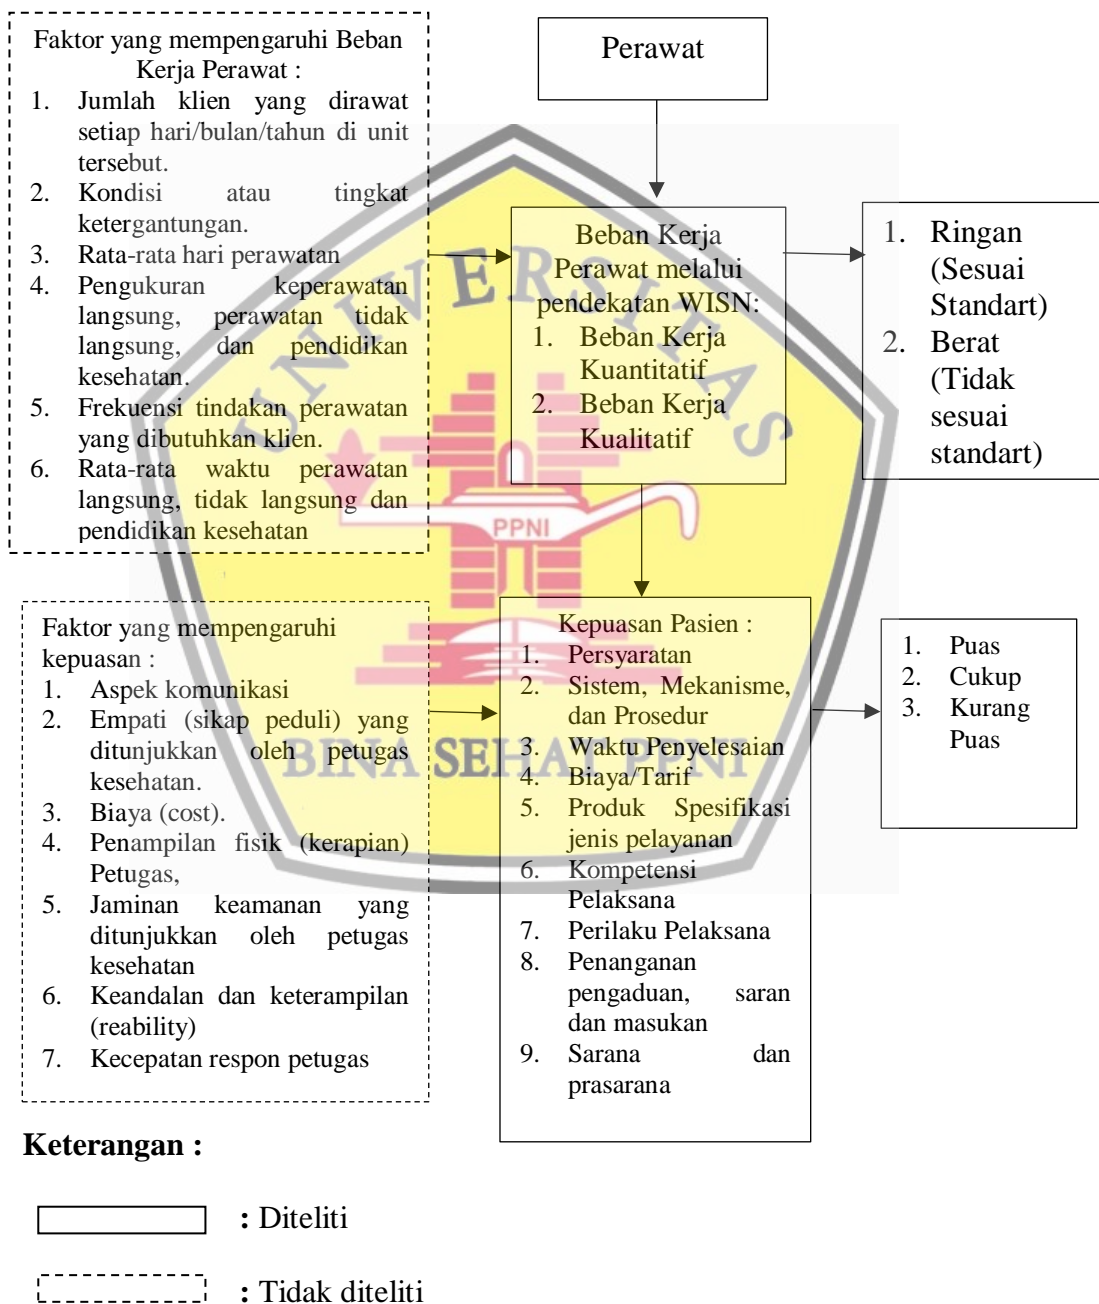 Faktor yang mempengaruhi Beban
Kerja Perawat :
1. Jumlah klien yang dirawat
setiap hari/bulan/tahun di unit
tersebut.
2. Kondisi atau tingkat
ketergantungan.
3. Rata-rata hari perawatan
4. Pengukuran keperawatan
langsung, perawatan tidak
langsung, dan pendidikan
kesehatan.
5. Frekuensi tindakan perawatan
yang dibutuhkan klien.
6. Rata-rata waktu perawatan
langsung, tidak langsung dan
pendidikan kesehatan
Perawat
Beban Kerja
Perawat melalui
pendekatan WISN:
1. Beban Kerja
Kuantitatif
2. Beban Kerja
Kualitatif
1. Ringan
(Sesuai
Standart)
2. Berat
(Tidak
sesuai
standart)
UNIVERSITAS
PPNI
BINA SEHAT PPNI
Faktor yang mempengaruhi
kepuasan :
1. Aspek komunikasi
2. Empati (sikap peduli) yang
ditunjukkan oleh petugas
kesehatan.
3. Biaya (cost).
4. Penampilan fisik (kerapian)
Petugas,
5. Jaminan keamanan yang
ditunjukkan oleh petugas
kesehatan
6. Keandalan dan keterampilan
(reability)
7. Kecepatan respon petugas
Kepuasan Pasien :
1. Persyaratan
2. Sistem, Mekanisme,
dan Prosedur
3. Waktu Penyelesaian
4. Biaya/Tarif
5. Produk Spesifikasi
jenis pelayanan
6. Kompetensi
Pelaksana
7. Perilaku Pelaksana
8. Penanganan
pengaduan, saran
dan masukan
9. Sarana dan
prasarana
1. Puas
2. Cukup
3. Kurang
Puas
Keterangan :
: Diteliti
: Tidak diteliti